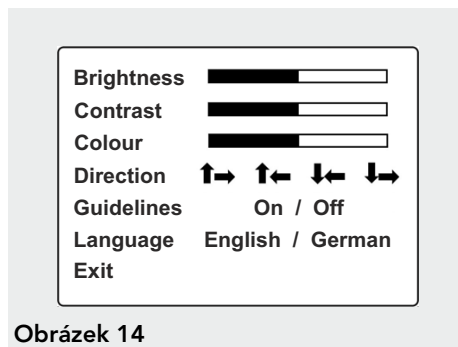 Brightness
Contrast
Colour
Direction
Guidelines On / Off
Language English / German
Exit
Obrázek 14